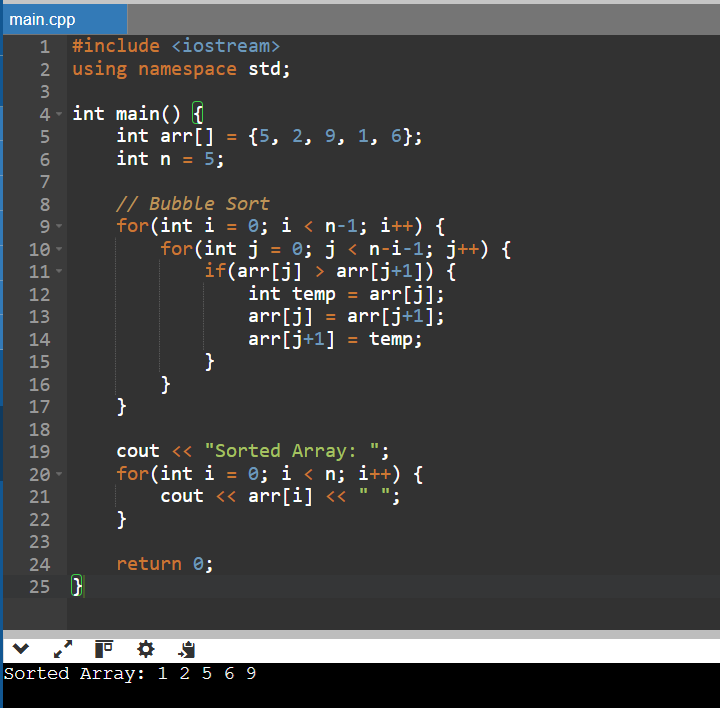 main.cpp
1 #include <iostream>
2 using namespace std;
3
4 int main() {
5     int arr[] = {5, 2, 9, 1, 6};
6     int n = 5;
7
8     // Bubble Sort
9     for(int i = 0; i < n-1; i++) {
10         for(int j = 0; j < n-i-1; j++) {
11             if(arr[j] > arr[j+1]) {
12                 int temp = arr[j];
13                 arr[j] = arr[j+1];
14                 arr[j+1] = temp;
15             }
16         }
17     }
18
19     cout << "Sorted Array: ";
20     for(int i = 0; i < n; i++) {
21         cout << arr[i] << " ";
22     }
23
24     return 0;
25 }
Sorted Array: 1 2 5 6 9